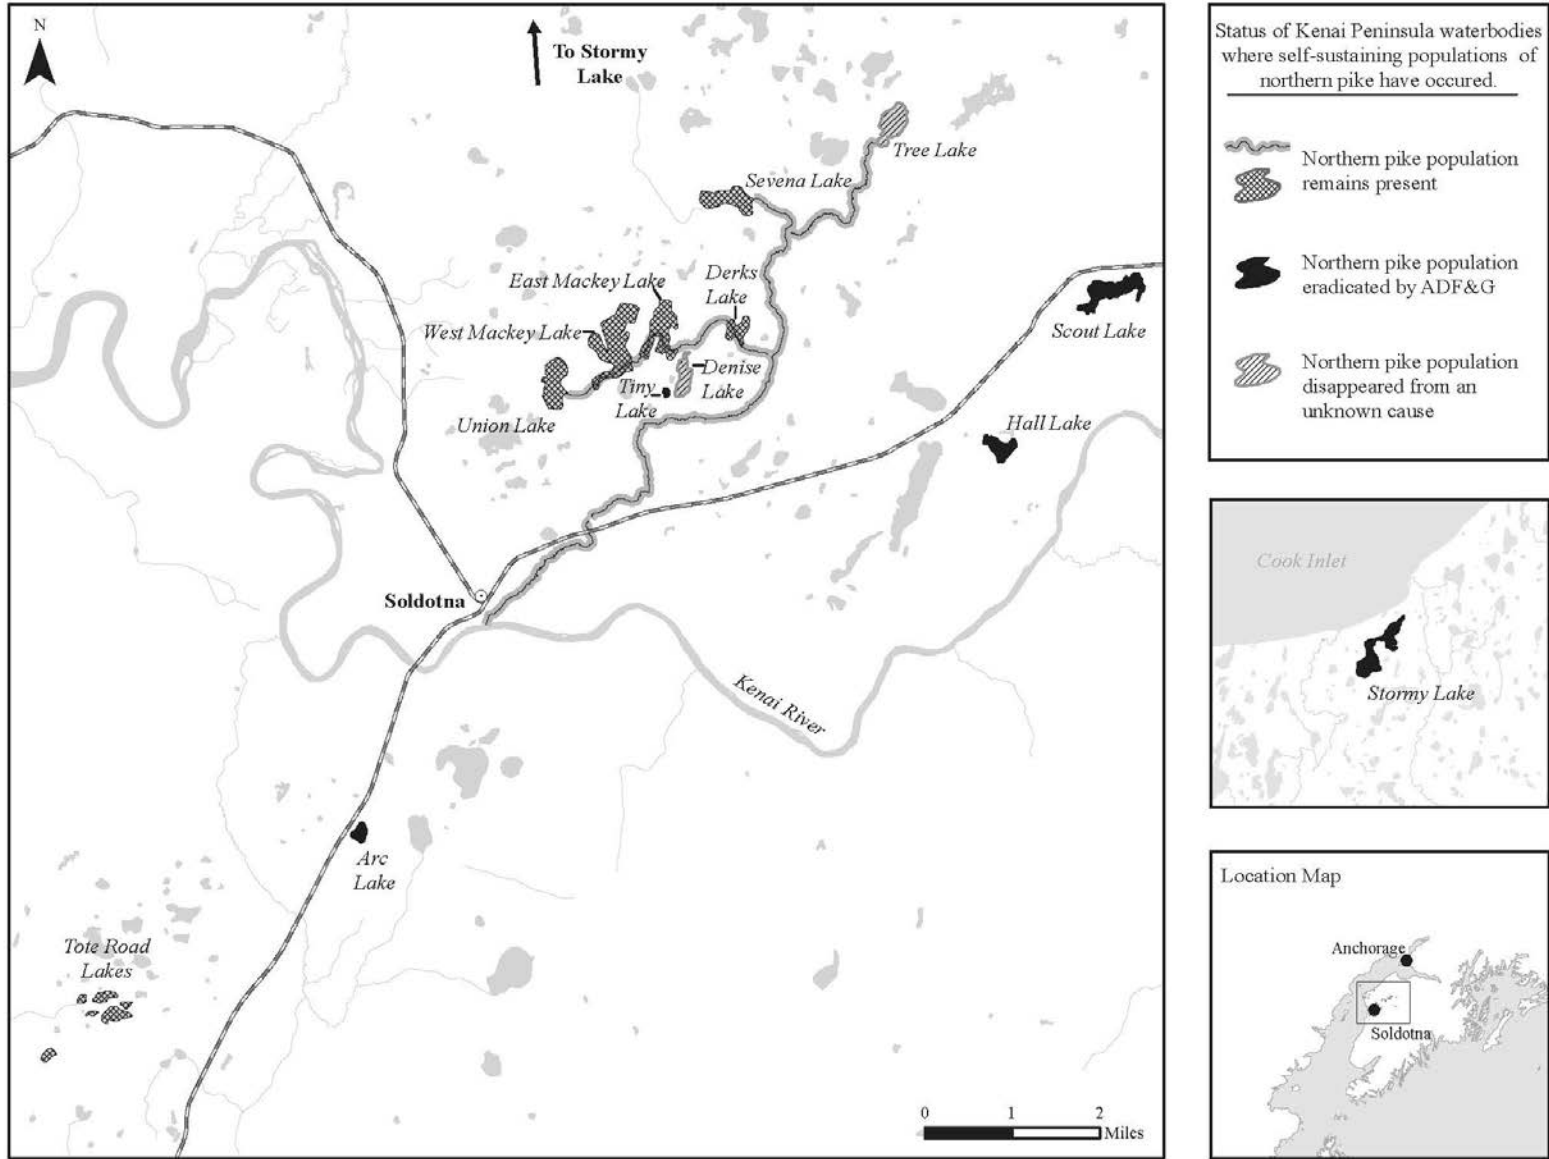 N
To Stormy
Lake
Tree Lake
Sevena Lake
East Mackey Lake
Derks
Lake
West Mackey Lake
Scout Lake
Denise
Lake
Tiny
Lake
Union Lake
Hall Lake
Soldotna
Kenai River
Arc
Lake
Tote Road
Lakes
0 1 2
Miles
Status of Kenai Peninsula waterbodies
where self-sustaining populations of
northern pike have occured.
Northern pike population
remains present
Northern pike population
eradicated by ADF&G
Northern pike population
disappeared from an
unknown cause
Cook Inlet
Stormy Lake
Location Map
Anchorage
Soldotna